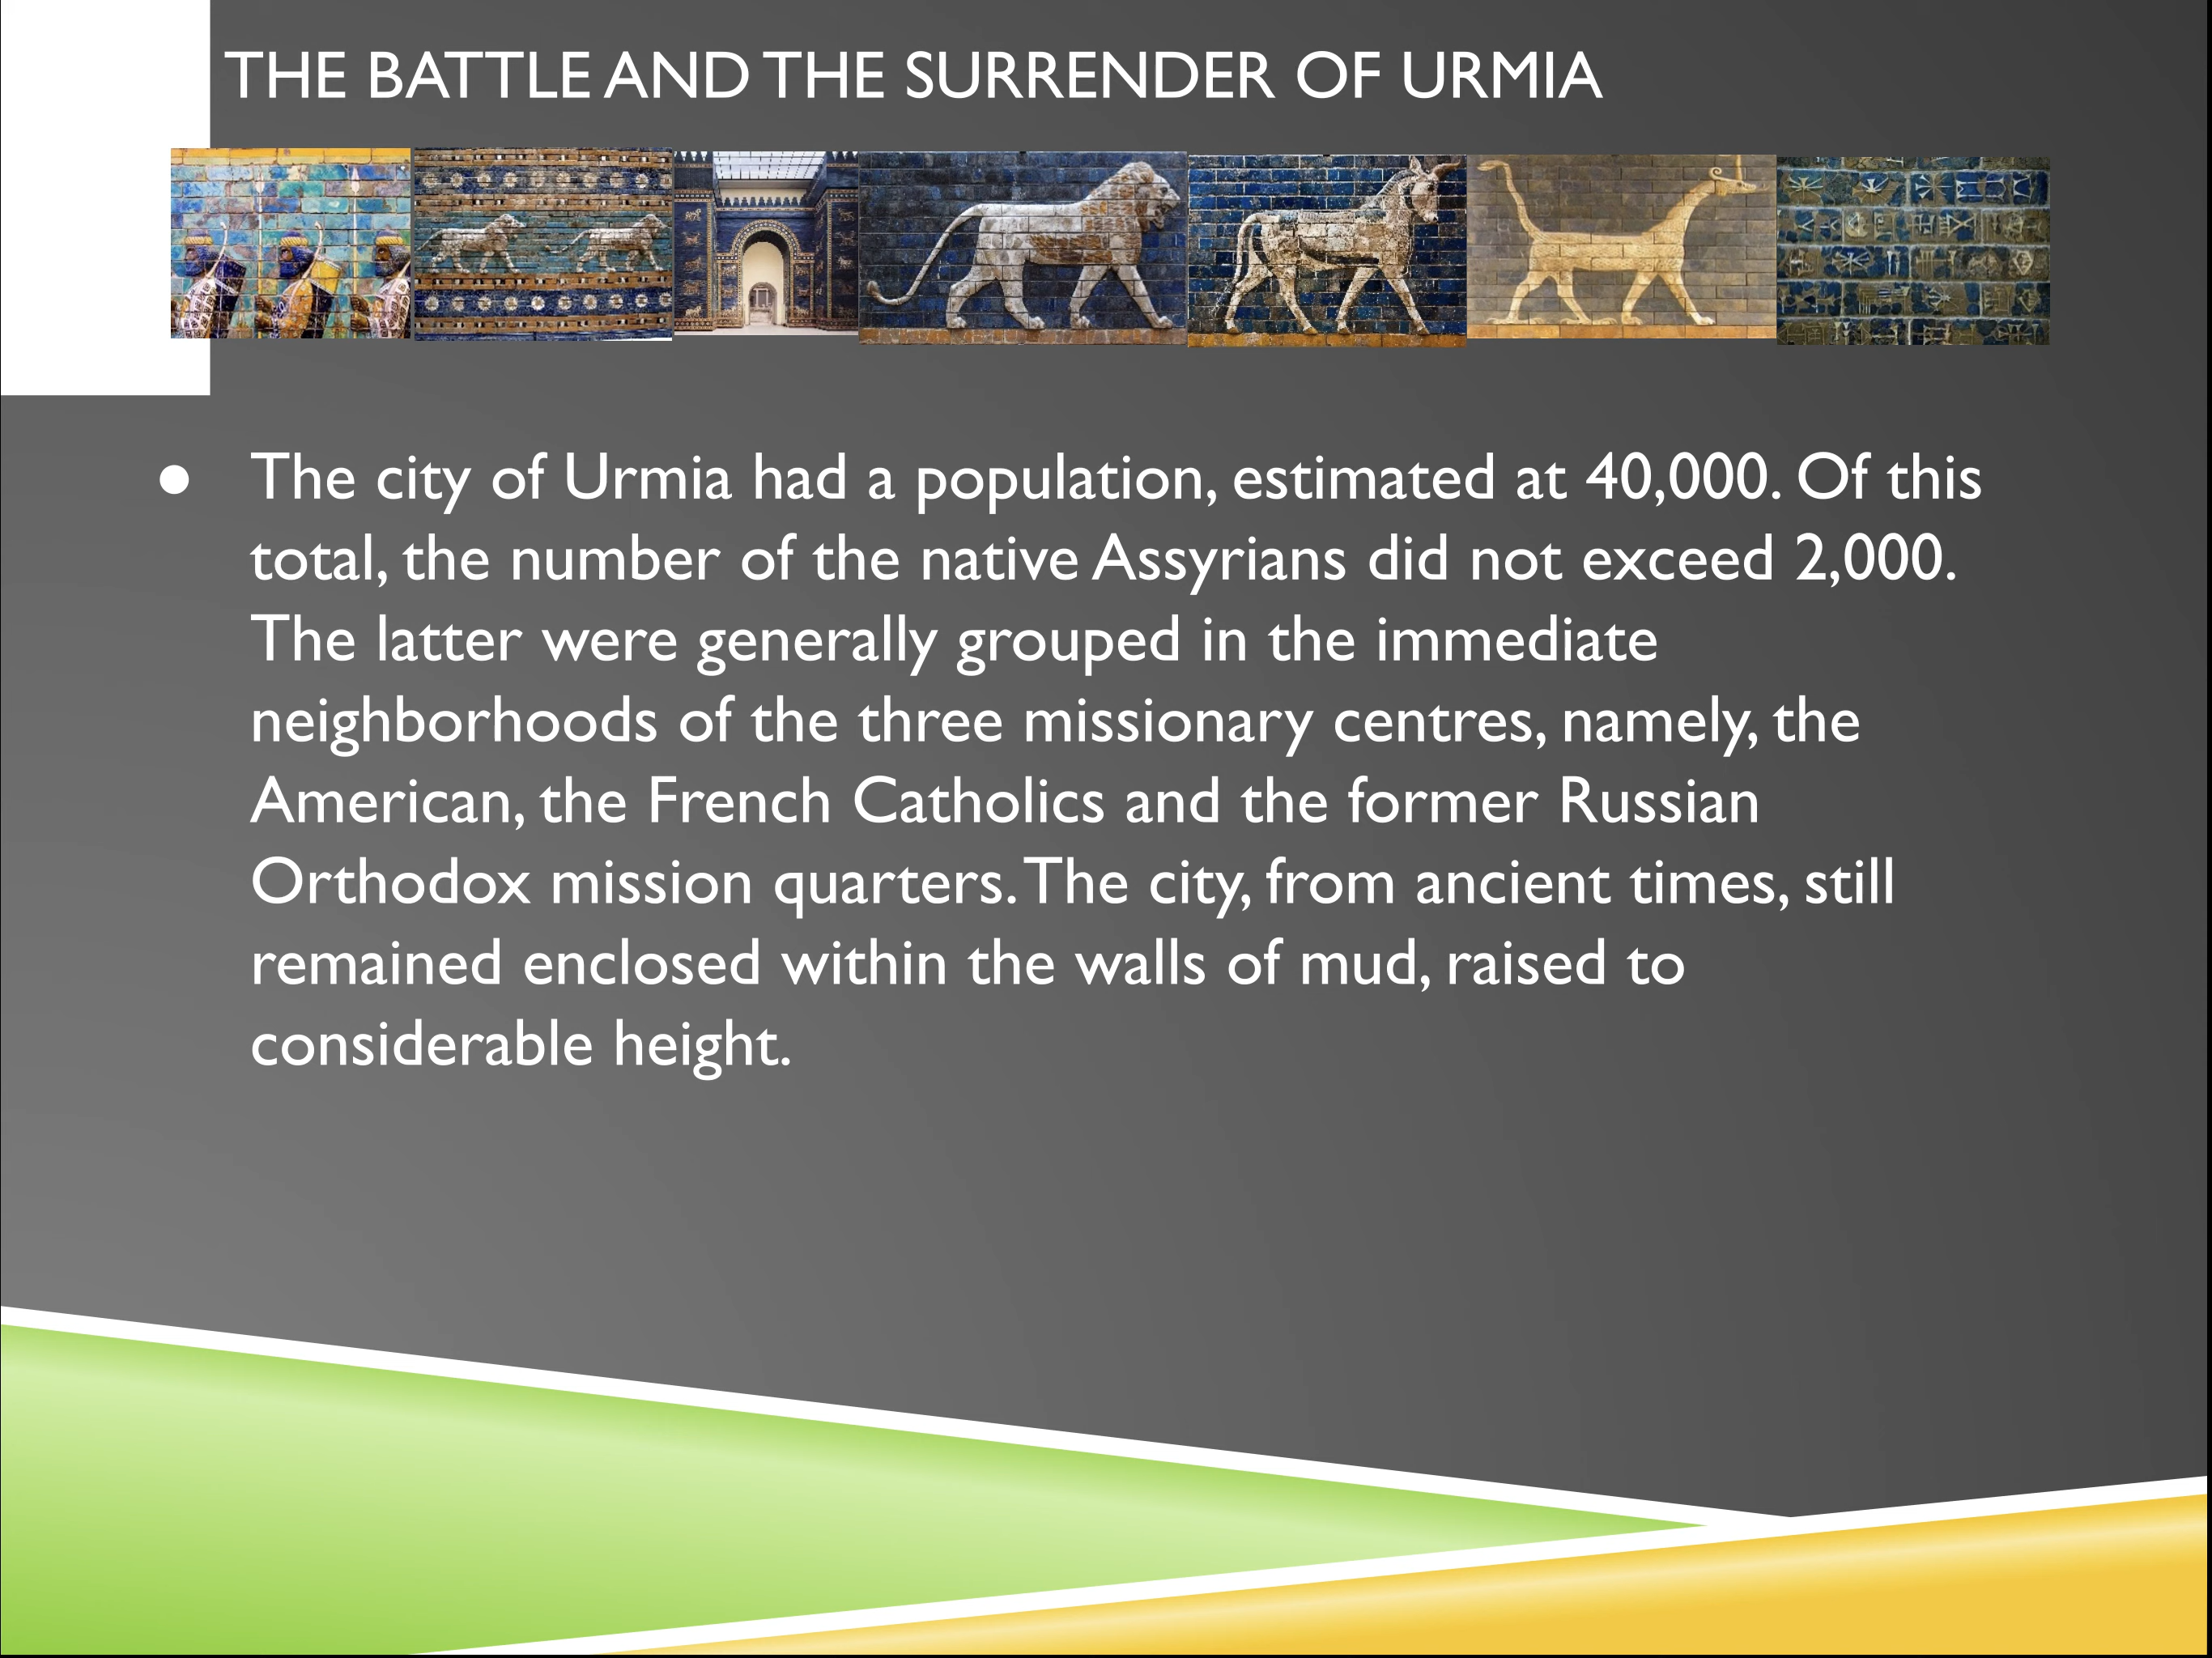 THE BATTLE AND THE SURRENDER OF URMIA
● The city of Urmia had a population, estimated at 40,000. Of this
total, the number of the native Assyrians did not exceed 2,000.
The latter were generally grouped in the immediate
neighborhoods of the three missionary centres, namely, the
American, the French Catholics and the former Russian
Orthodox mission quarters. The city, from ancient times, still
remained enclosed within the walls of mud, raised to
considerable height.